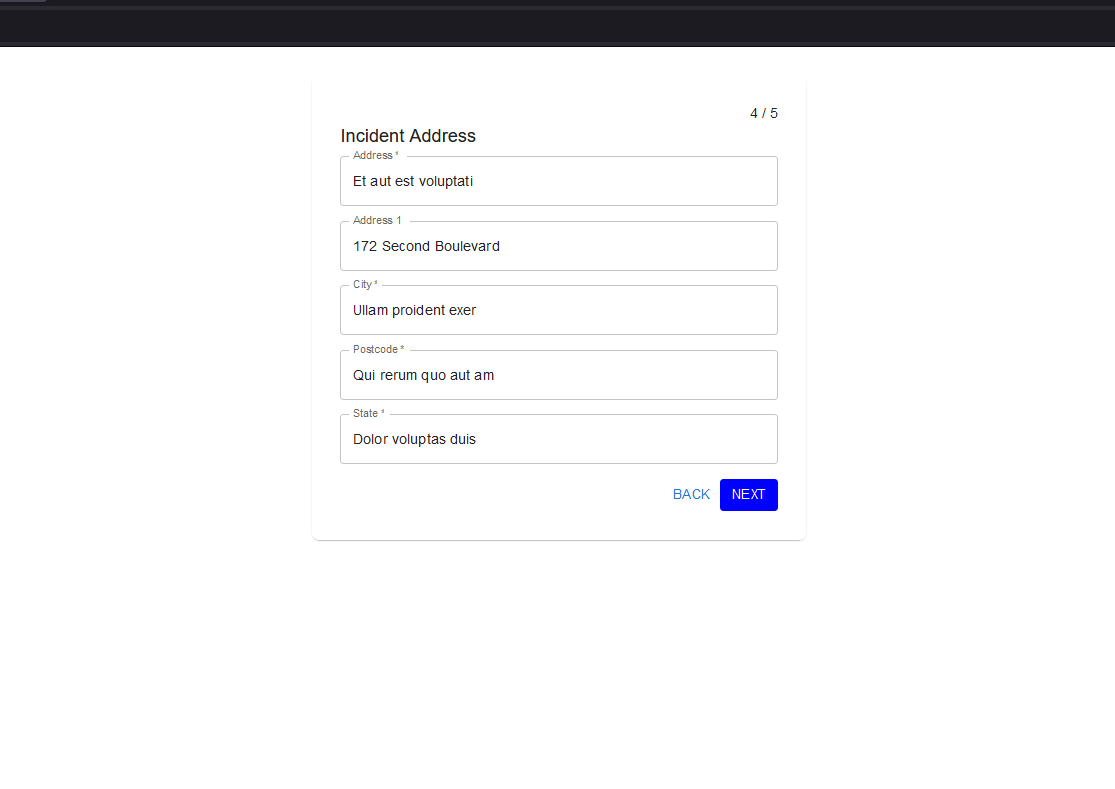 4 / 5
Incident Address
Address *
Et aut est voluptati
Address 1
172 Second Boulevard
City *
Ullam proident exer
Postcode *
Qui rerum quo aut am
State *
Dolor voluptas duis
BACK NEXT